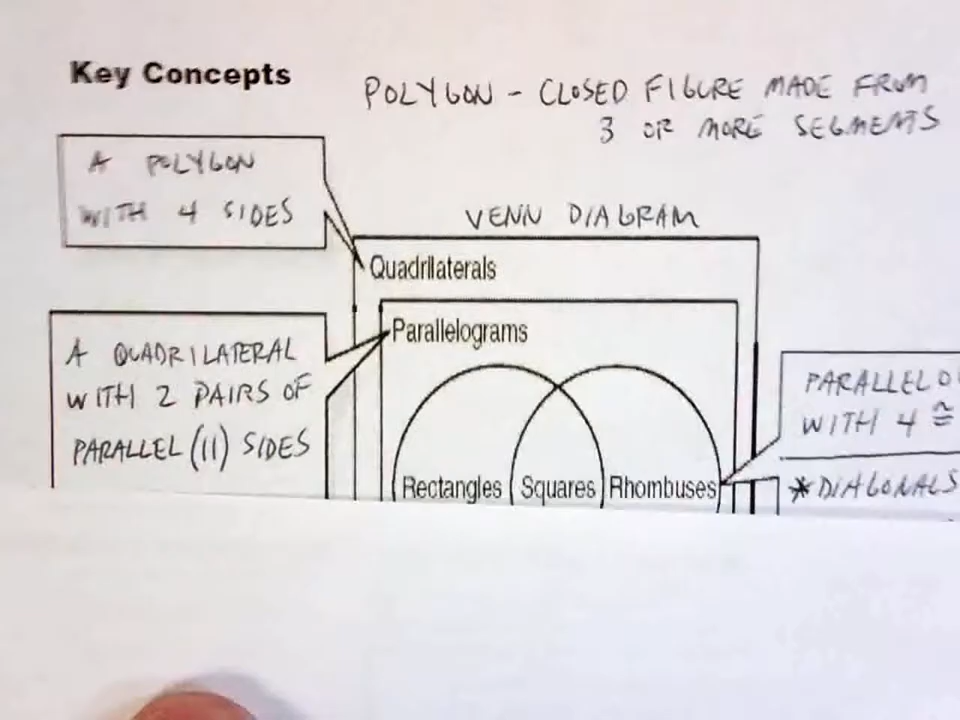 Key Concepts
POLYGON - CLOSED FIGURE MADE FROM
3 OR MORE SEGMENTS
A POLYGON
WITH 4 SIDES
VENN DIAGRAM
Quadrilaterals
Parallelograms
A QUADRILATERAL
WITH 2 PAIRS OF
PARALLEL (||) SIDES
PARALLELO
WITH 4 ≅
Rectangles Squares Rhombuses
*DIAGONALS